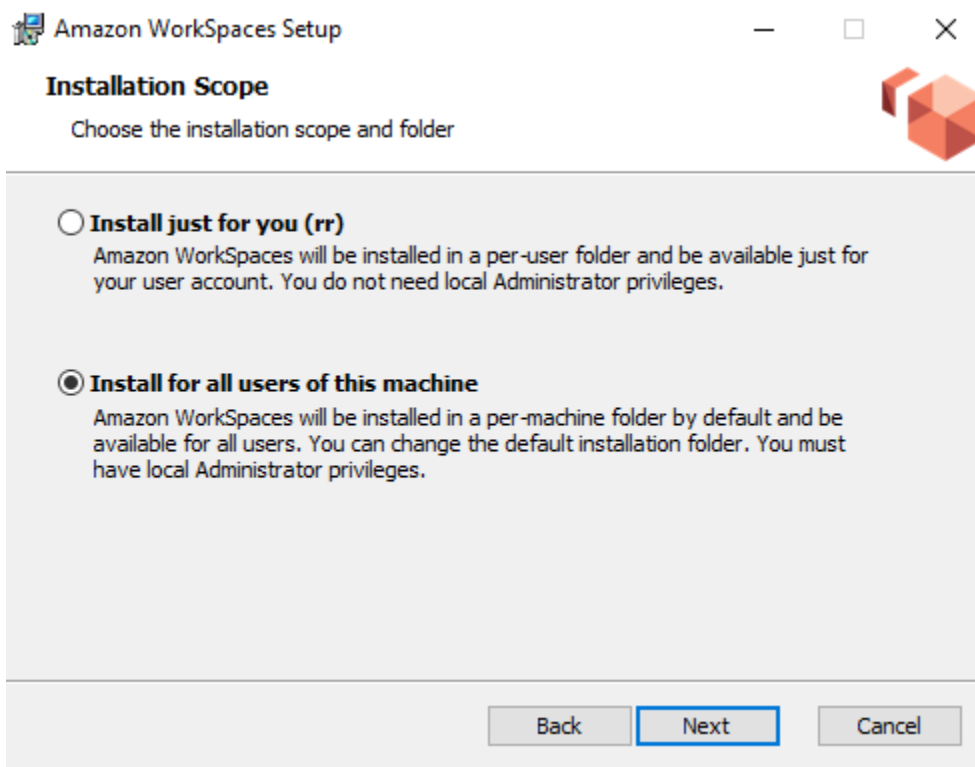 Amazon WorkSpaces Setup
Installation Scope
Choose the installation scope and folder
Install just for you (rr)
Amazon WorkSpaces will be installed in a per-user folder and be available just for
your user account. You do not need local Administrator privileges.
Install for all users of this machine
Amazon WorkSpaces will be installed in a per-machine folder by default and be
available for all users. You can change the default installation folder. You must
have local Administrator privileges.
Back Next Cancel